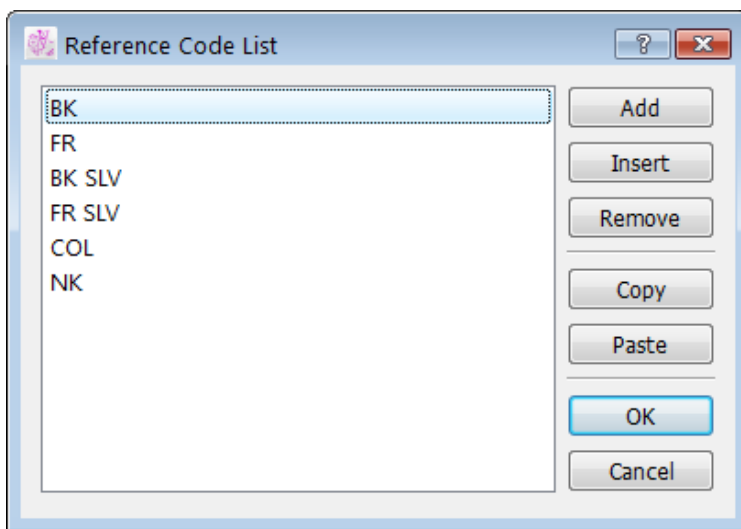 Reference Code List
BK
FR
BK SLV
FR SLV
COL
NK
Add
Insert
Remove
Copy
Paste
OK
Cancel